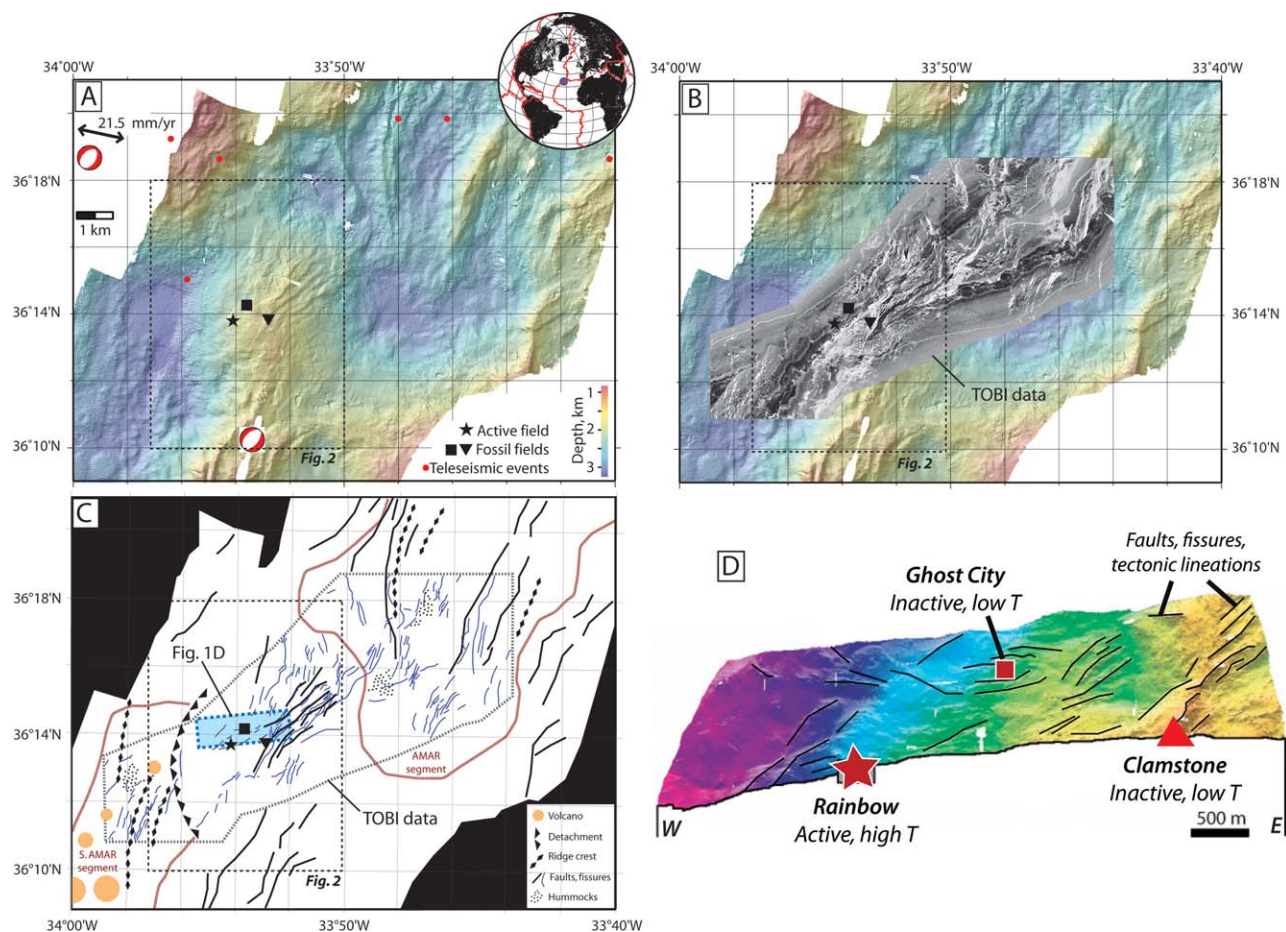 34°00'W
33°50'W
A
21.5 mm/yr
36°18'N
1 km
36°14'N
36°10'N
Active field
Fossil fields
Teleseismic events
Fig. 2
Depth, km
1
2
3
34°00'W
33°50'W
33°40'W
B
36°18'N
36°14'N
36°10'N
TOBI data
Fig. 2
C
36°18'N
Fig. 1D
36°14'N
AMAR
segment
TOBI data
36°10'N
S. AMAR
segment
Fig. 2
Volcano
Detachment
Ridge crest
Faults, fissures
Hummocks
34°00'W
33°50'W
33°40'W
D
Faults, fissures,
tectonic lineations
Ghost City
Inactive, low T
Rainbow
Active, high T
Clamstone
Inactive, low T
W
E
500 m